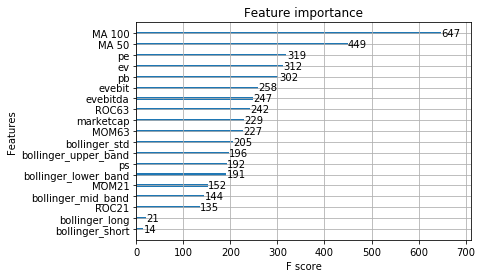 Feature importance
MA 100 647
MA 50 449
pe 319
ev 312
pb 302
evebit 258
evebitda 247
ROC63 242
marketcap 229
MOM63 227
bollinger_std 205
bollinger_upper_band 196
ps 192
bollinger_lower_band 191
MOM21 152
bollinger_mid_band 144
ROC21 135
bollinger_long 21
bollinger_short 14
Features
0 100 200 300 400 500 600 700
F score